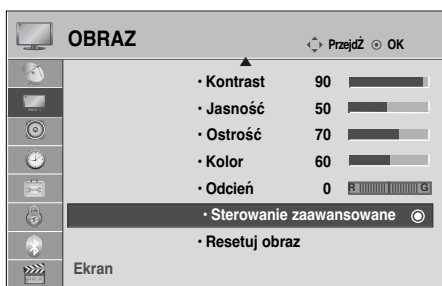 OBRAZ PrzejdŹ OK
• Kontrast 90
• Jasność 50
• Ostrość 70
• Kolor 60
• Odcień 0 R G
• Sterowanie zaawansowane
• Resetuj obraz
Ekran